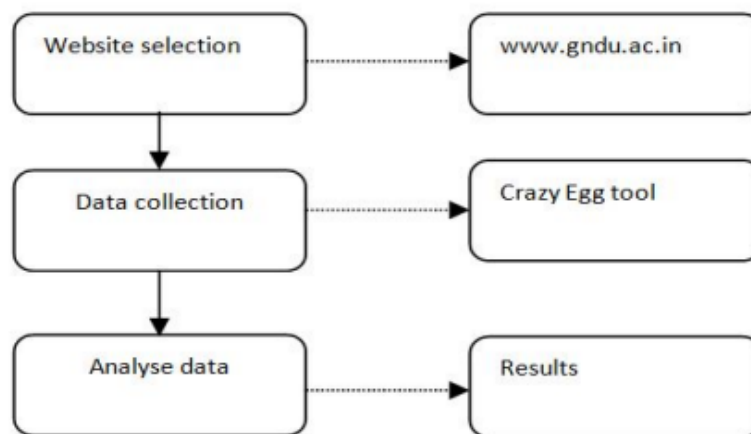 Website selection
www.gndu.ac.in
Data collection
Crazy Egg tool
Analyse data
Results